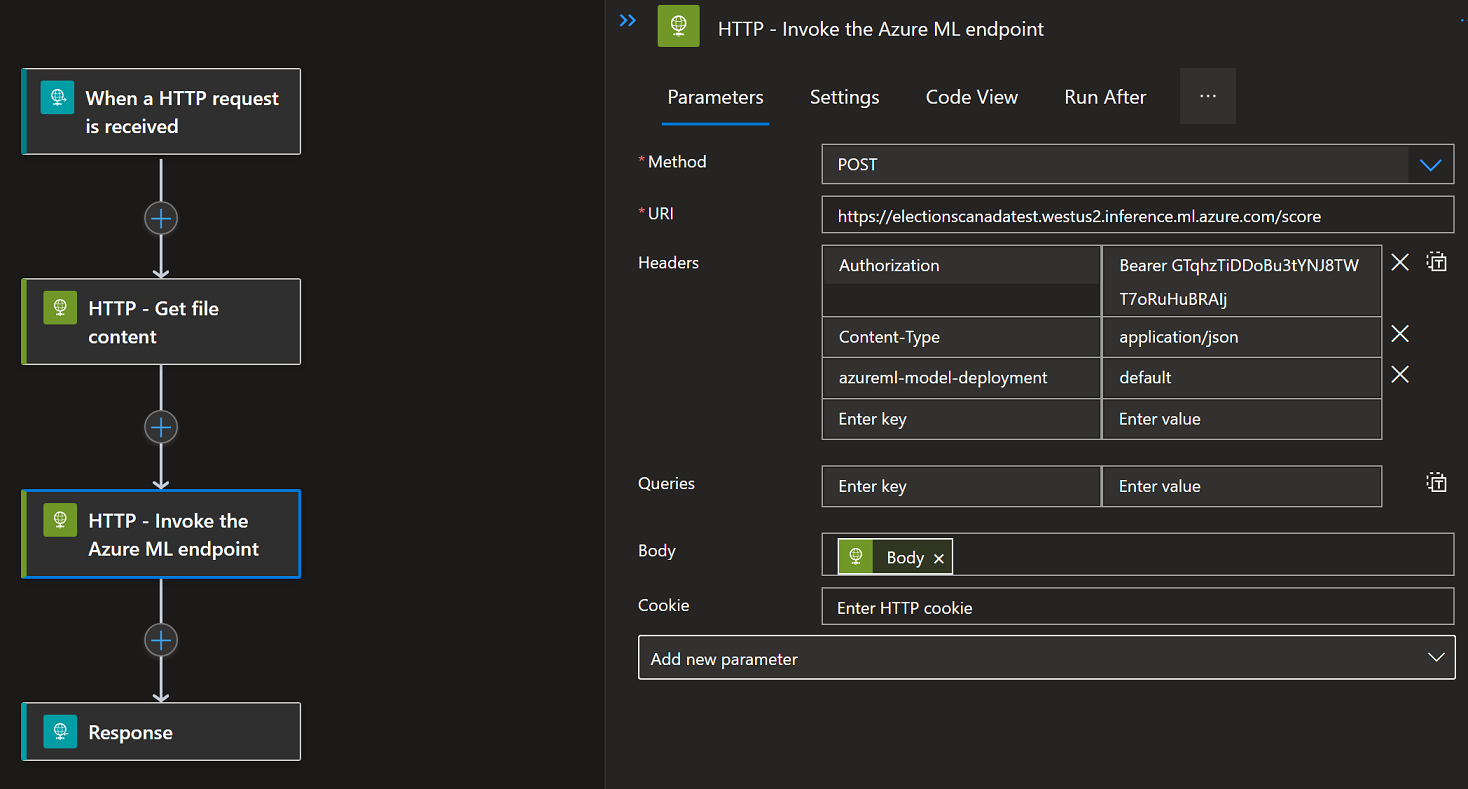 When a HTTP request
is received
HTTP - Get file
content
HTTP - Invoke the
Azure ML endpoint
Response
HTTP - Invoke the Azure ML endpoint
Parameters Settings Code View Run After ...
* Method POST
* URI https://electionscanadatest.westus2.inference.ml.azure.com/score
Headers Authorization Bearer GTqhzTiDDoBu3tYNJ8TW
T7oRuHuBRAIj
Content-Type application/json
azureml-model-deployment default
Enter key Enter value
Queries Enter key Enter value
Body Body
Cookie Enter HTTP cookie
Add new parameter